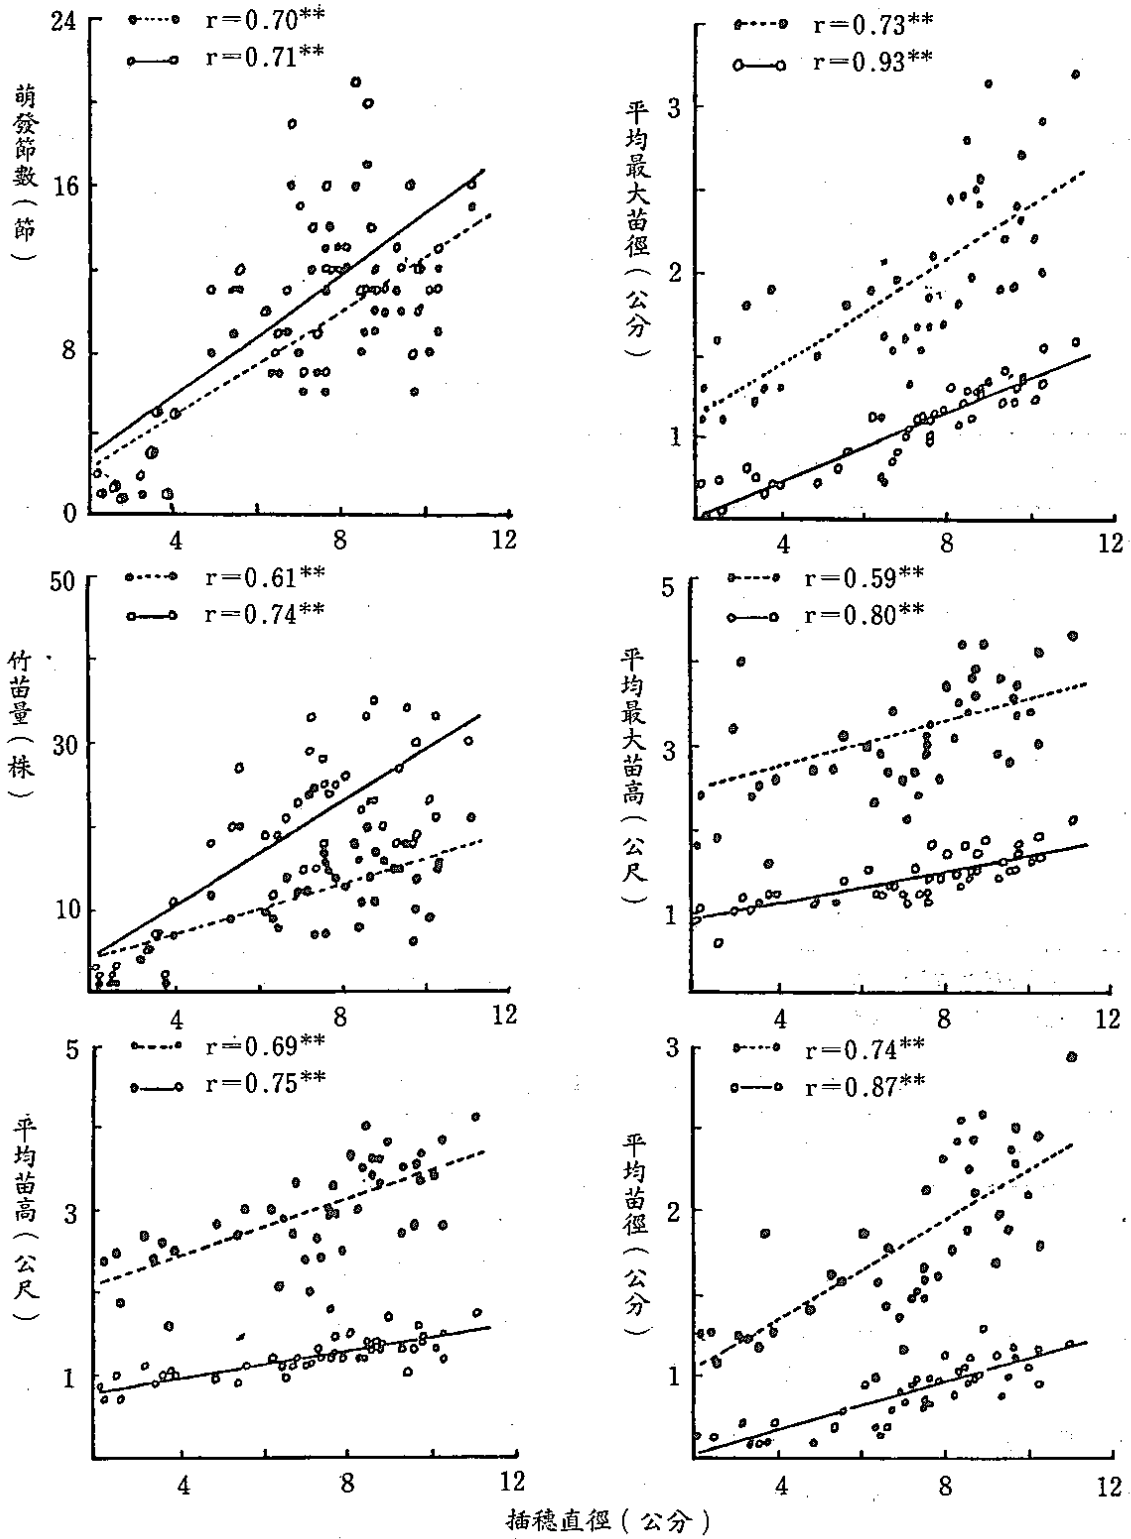 24
r=0.70**
r=0.71**
萌發節數(節)
16
8
0
4 8 12
r=0.73**
r=0.93**
平均最大苗徑(公分)
3
2
1
4 8 12
50
r=0.61**
r=0.74**
竹苗量(株)
30
10
4 8 12
5
r=0.59**
r=0.80**
平均最大苗高(公尺)
3
1
4 8 12
5
r=0.69**
r=0.75**
平均苗高(公尺)
3
1
4 8 12
3
r=0.74**
r=0.87**
平均苗徑(公分)
2
1
4 8 12
插穗直徑(公分)